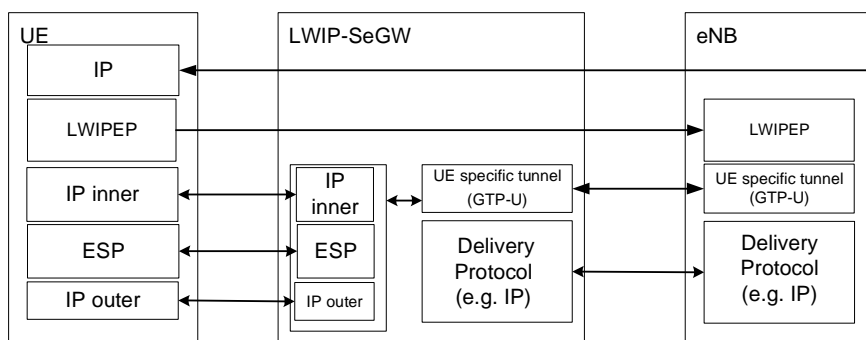 UE
IP
LWIPEP
IP inner
ESP
IP outer
LWIP-SeGW
IP
inner
ESP
IP outer
UE specific tunnel
(GTP-U)
Delivery
Protocol
(e.g. IP)
eNB
LWIPEP
UE specific tunnel
(GTP-U)
Delivery
Protocol
(e.g. IP)